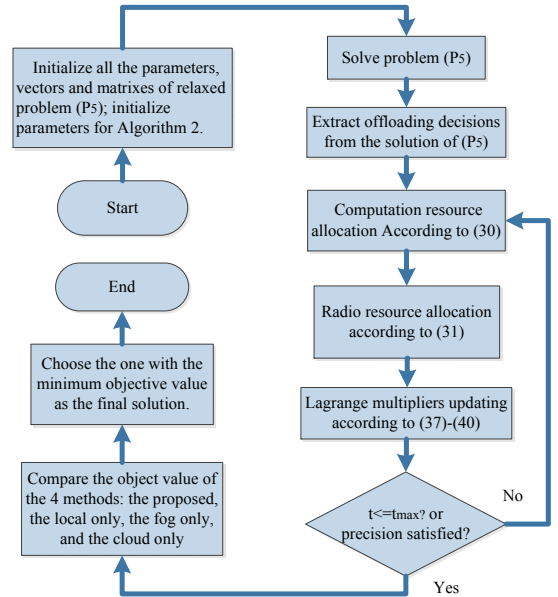 Start
Initialize all the parameters,
vectors and matrixes of relaxed
problem (P5); initialize
parameters for Algorithm 2.
Solve problem (P5)
Extract offloading decisions
from the solution of (P5)
Computation resource
allocation According to (30)
Radio resource allocation
according to (31)
Lagrange multipliers updating
according to (37)-(40)
t<=tmax? or
precision satisfied?
No
Yes
Compare the object value of
the 4 methods: the proposed,
the local only, the fog only,
and the cloud only
Choose the one with the
minimum objective value
as the final solution.
End